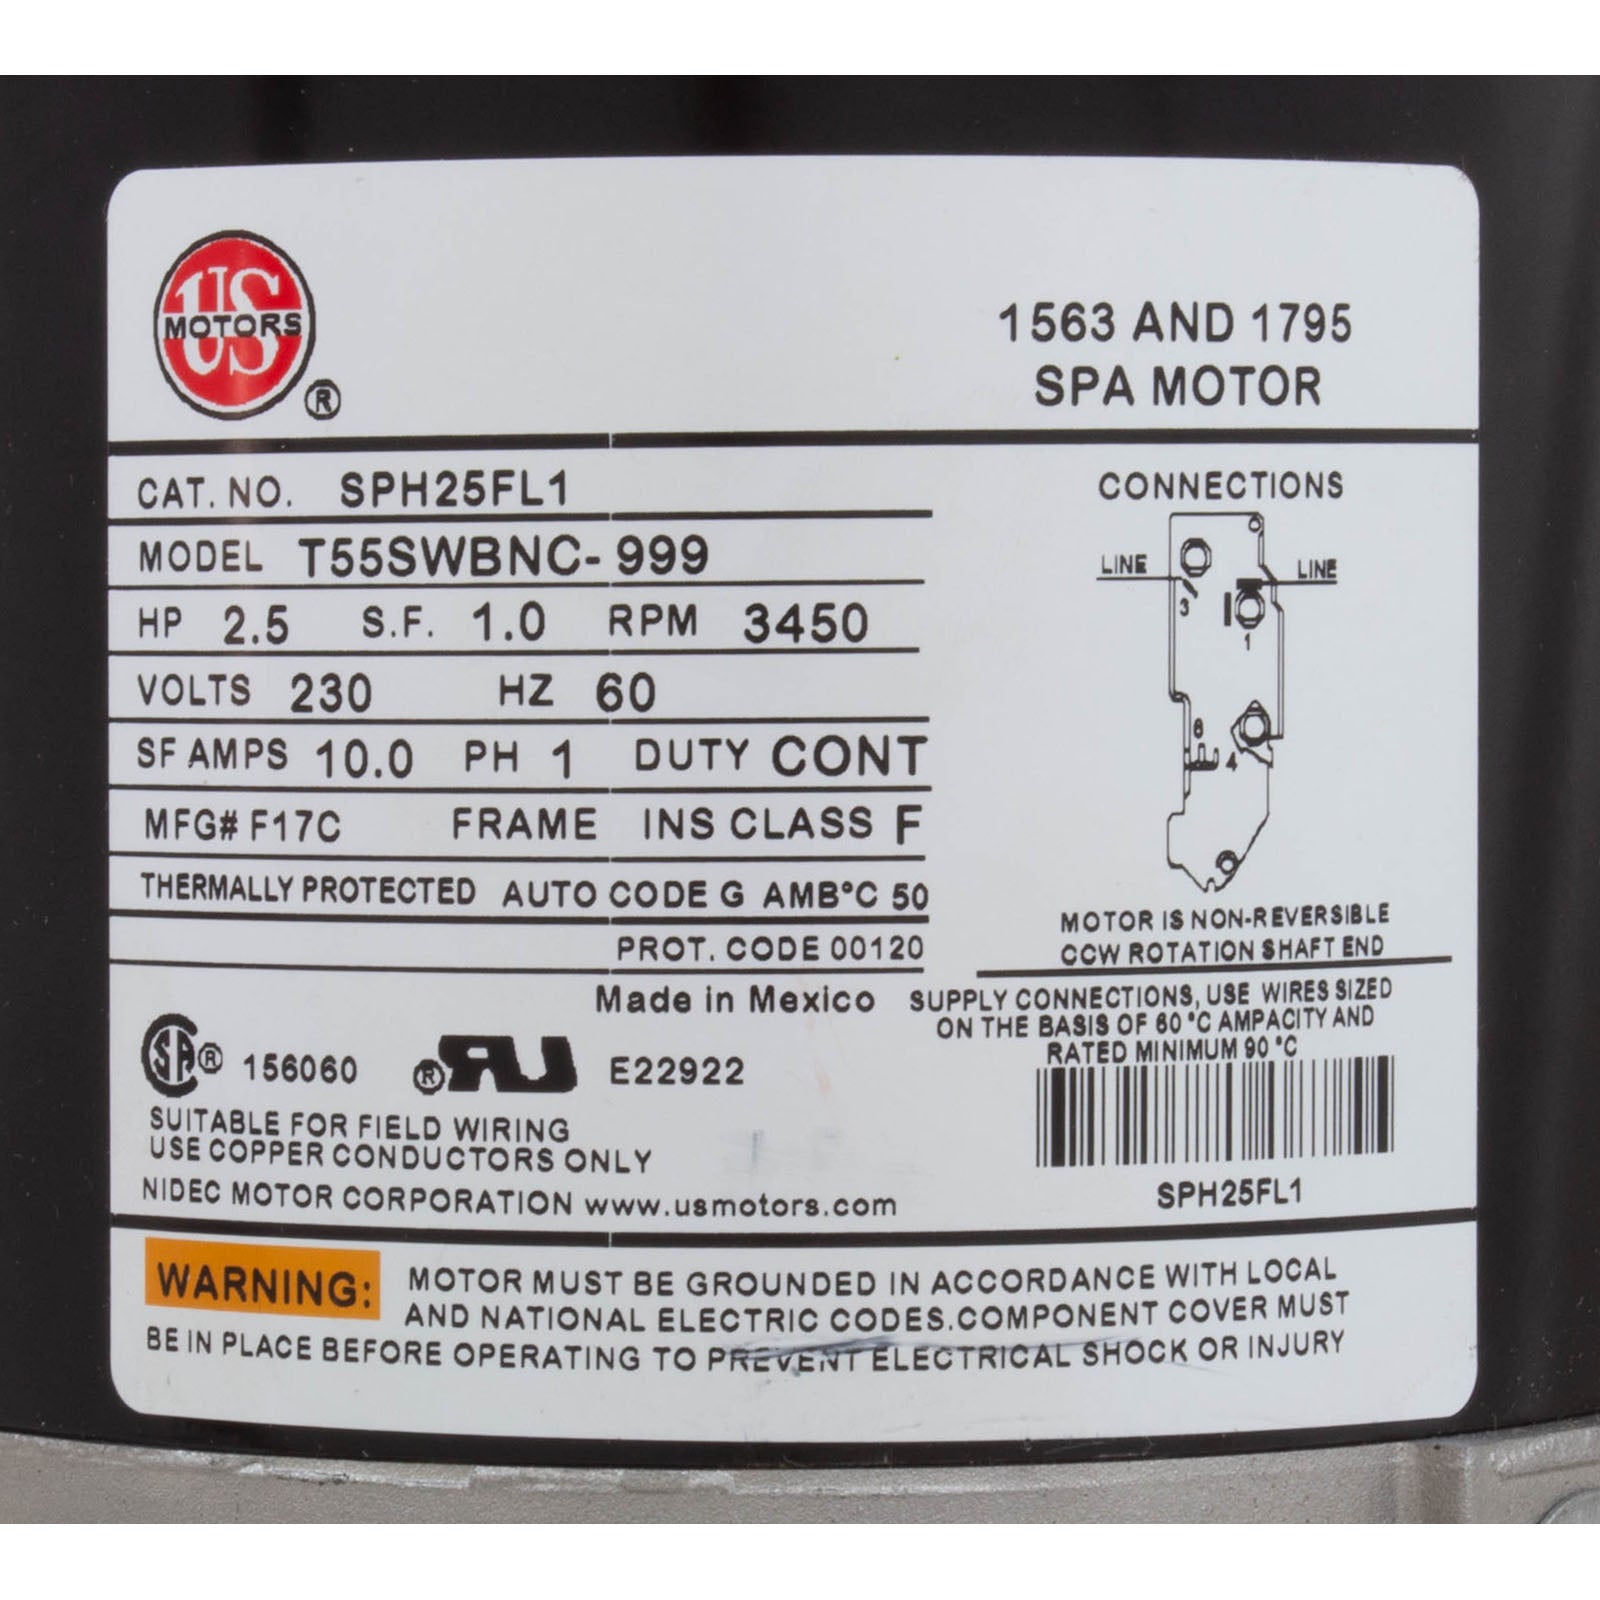 US
MOTORS
®
1563 AND 1795
SPA MOTOR
CAT. NO. SPH25FL1
MODEL T55SWBNC-999
HP 2.5 S.F. 1.0 RPM 3450
VOLTS 230 HZ 60
SF AMPS 10.0 PH 1 DUTY CONT
MFG# F17C FRAME INS CLASS F
THERMALLY PROTECTED AUTO CODE G AMB°C 50
PROT. CODE 00120
CONNECTIONS
LINE LINE
3
1
6
4
MOTOR IS NON-REVERSIBLE
CCW ROTATION SHAFT END
Made in Mexico
SUPPLY CONNECTIONS, USE WIRES SIZED
ON THE BASIS OF 60 °C AMPACITY AND
RATED MINIMUM 90 °C
SA ® 156060 ® RU E22922
SUITABLE FOR FIELD WIRING
USE COPPER CONDUCTORS ONLY
NIDEC MOTOR CORPORATION www.usmotors.com
SPH25FL1
WARNING: MOTOR MUST BE GROUNDED IN ACCORDANCE WITH LOCAL
AND NATIONAL ELECTRIC CODES.COMPONENT COVER MUST
BE IN PLACE BEFORE OPERATING TO PREVENT ELECTRICAL SHOCK OR INJURY